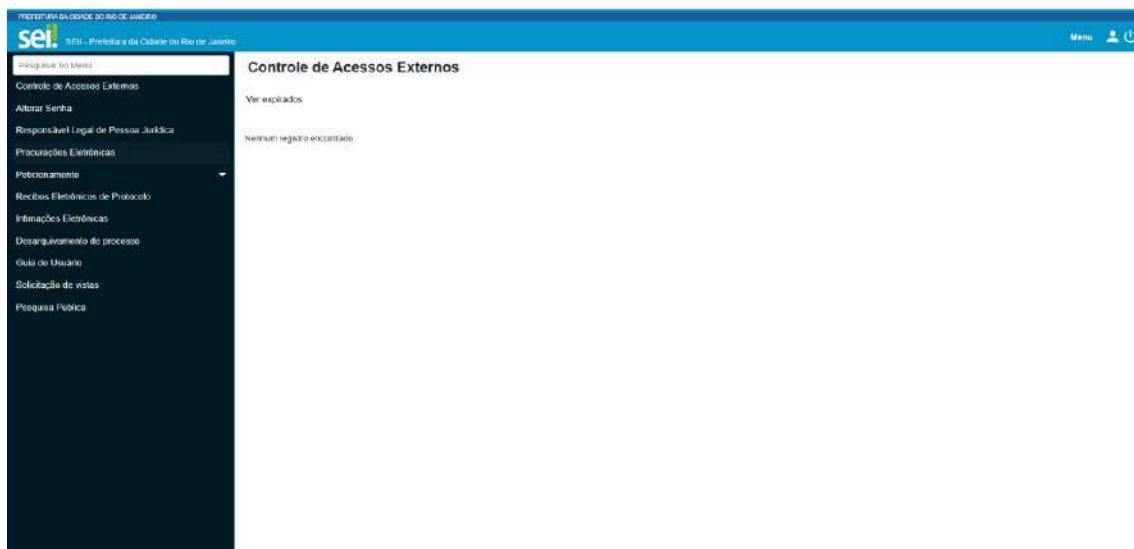 PREFEITURA DA CIDADE DO RIO DE JANEIRO
sei!
SEI! - Prefeitura da Cidade do Rio de Janeiro
Menu
Pesquisar no Menu
Controle de Acessos Externos
Alterar Senha
Responsável Legal de Pessoa Jurídica
Procurações Eletrônicas
Peticionamento
Recibos Eletrônicos de Protocolo
Intimações Eletrônicas
Desarquivamento de processo
Guia do Usuário
Solicitação de vistas
Pesquisa Pública
Controle de Acessos Externos
Ver expirados
Nenhum registro encontrado.